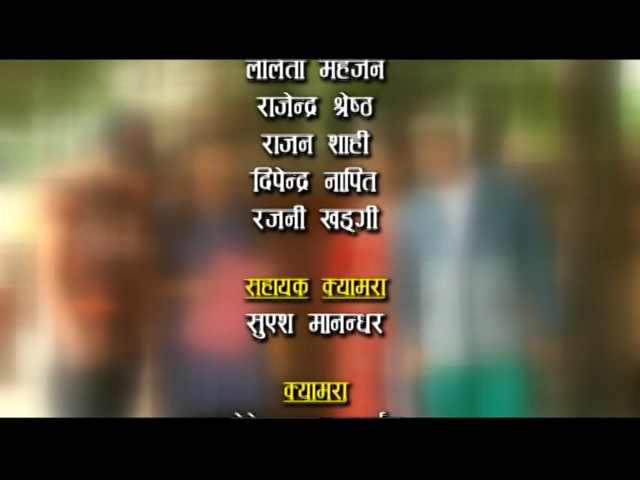 ललिता महर्जन
राजेन्द्र श्रेष्ठ
राजन शाही
दिपेन्द्र नापित
रजनी खड्गी
सहायक क्यामरा
सुएश मानन्धर
क्यामरा